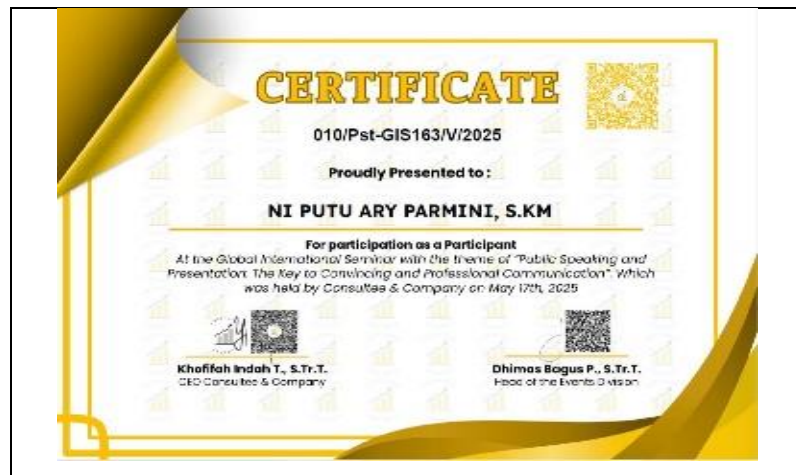 CERTIFICATE
010/Pst-GIS163/V/2025
Proudly Presented to :
NI PUTU ARY PARMINI, S.KM
For participation as a Participant
At the Global International Seminar with the theme of "Public Speaking and
Presentation: The Key to Convincing and Professional Communication". Which
was held by Consultee & Company on May 17th, 2025
Khofifah Indah T., S.Tr.T.
CEO Consultee & Company
Dhimas Bagus P., S.Tr.T.
Head of the Events Division